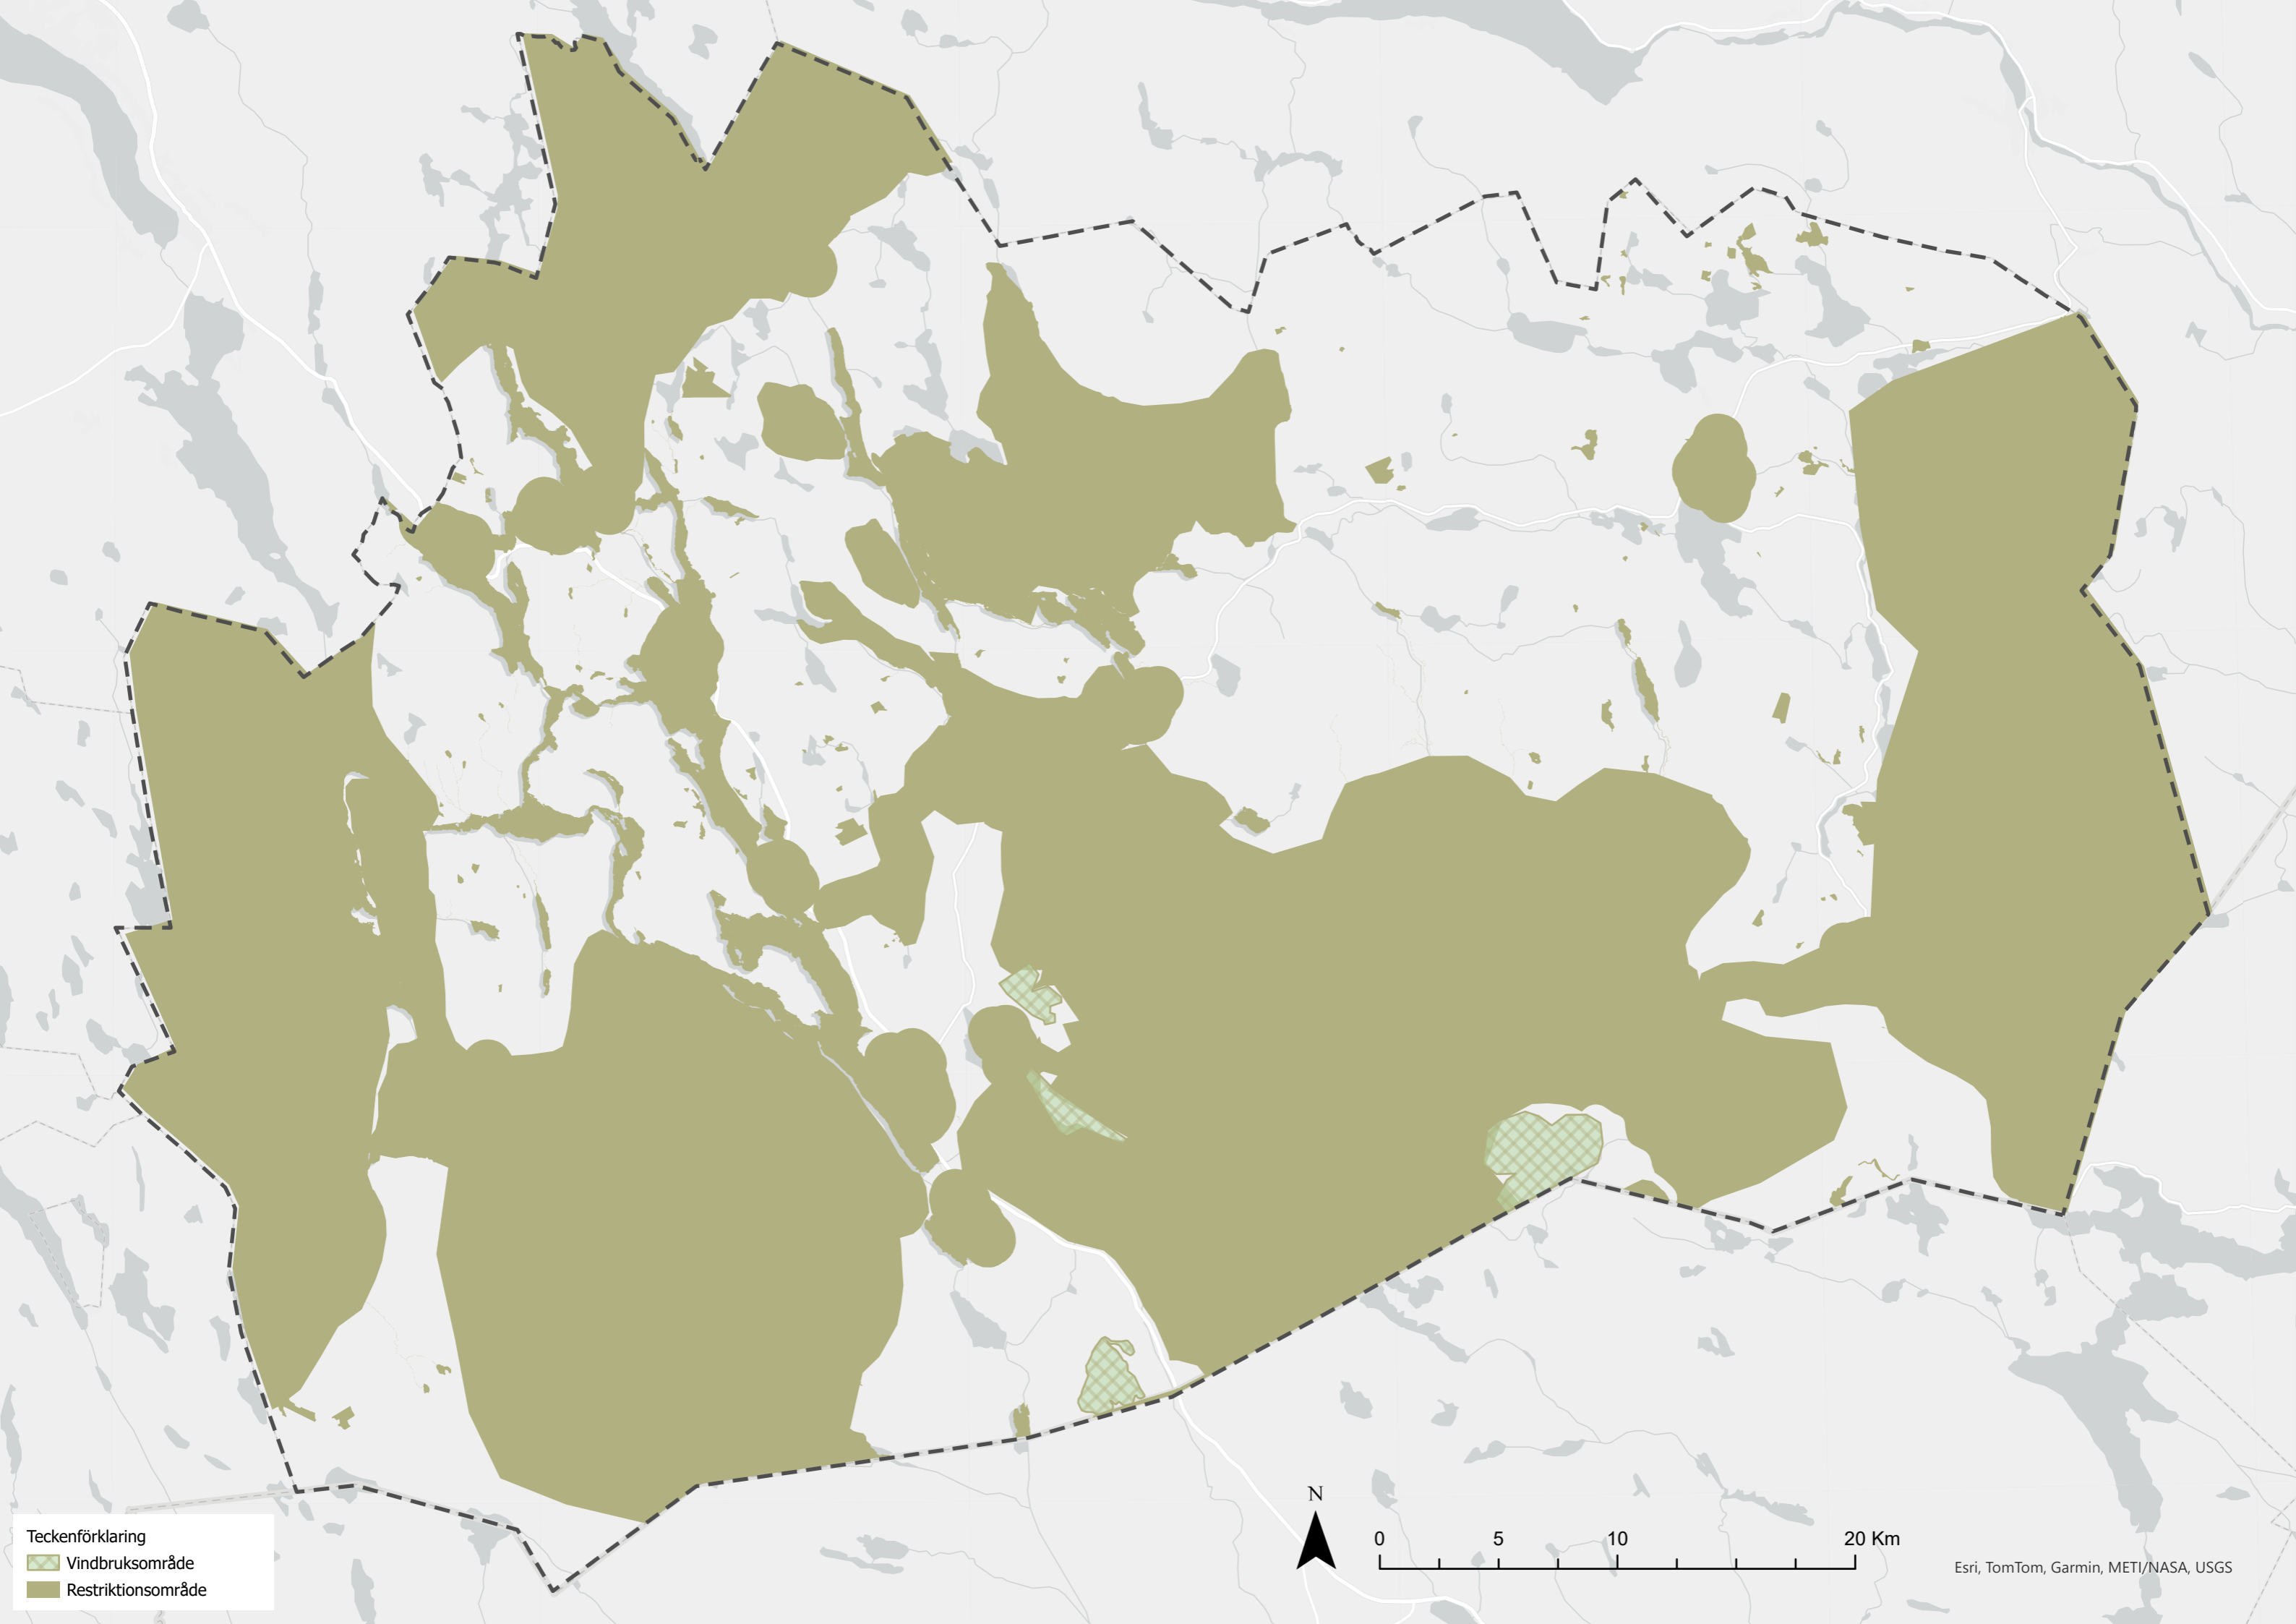 Teckenförklaring
Vindbruksområde
Restriktionsområde
N
0 5 10 20 Km
Esri, TomTom, Garmin, METI/NASA, USGS